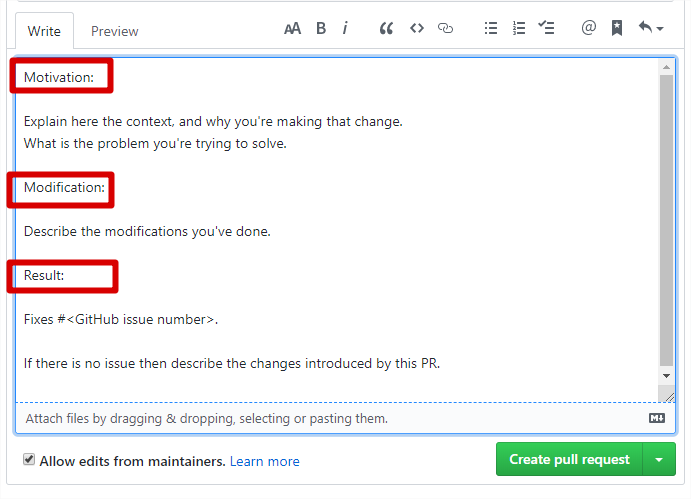 Write Preview AA B i “ <> @
Motivation:
Explain here the context, and why you're making that change.
What is the problem you're trying to solve.
Modification:
Describe the modifications you've done.
Result:
Fixes #<GitHub issue number>.
If there is no issue then describe the changes introduced by this PR.
Attach files by dragging & dropping, selecting or pasting them. M↓
Allow edits from maintainers. Learn more Create pull request